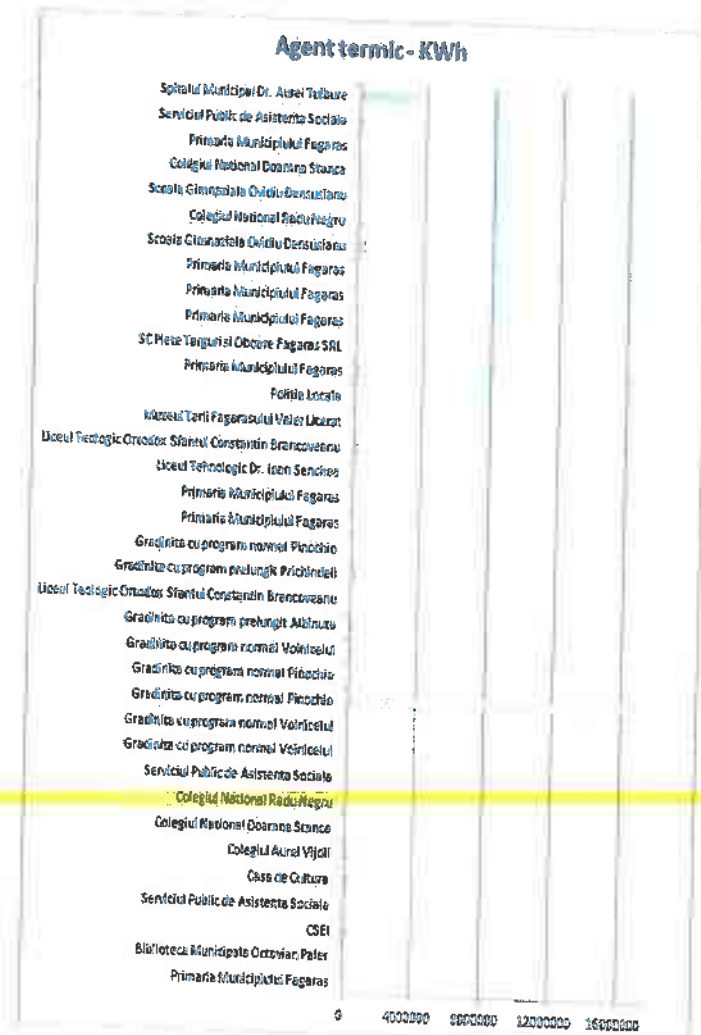 Agent termic - KWh
Spitalul Municipal Dr. Aurel Tulbure
Serviciul Public de Asistenta Sociala
Primaria Municipiului Fagaras
Colegiul National Doamna Stanca
Scoala Gimnaziala Ovidiu Densusianu
Colegiul National Radu Negru
Scoala Gimnaziala Ovidiu Densusianu
Primaria Municipiului Fagaras
Primaria Municipiului Fagaras
Primaria Municipiului Fagaras
SC Piete Targuri si Oboare Fagaras SRL
Primaria Municipiului Fagaras
Politia Locala
Muzeul Tarii Fagarasului Valer Literat
Liceul Teologic Ortodox Sfantul Constantin Brancoveanu
Liceul Tehnologic Dr. Ioan Senchea
Primaria Municipiului Fagaras
Primaria Municipiului Fagaras
Gradinita cu program normal Pinochio
Gradinita cu program prelungit Prichindeii
Liceul Teologic Ortodox Sfantul Constantin Brancoveanu
Gradinita cu program prelungit Albinuta
Gradinita cu program normal Voinicelul
Gradinita cu program normal Pinochio
Gradinita cu program normal Pinochio
Gradinita cu program normal Voinicelul
Gradinita cu program normal Voinicelul
Serviciul Public de Asistenta Sociala
Colegiul National Radu Negru
Colegiul National Doamna Stanca
Colegiul Aurel Vijoli
Casa de Cultura
Serviciul Public de Asistenta Sociala
CSEI
Biblioteca Municipala Octavian Paler
Primaria Municipiului Fagaras
0 4000000 8000000 12000000 16000000